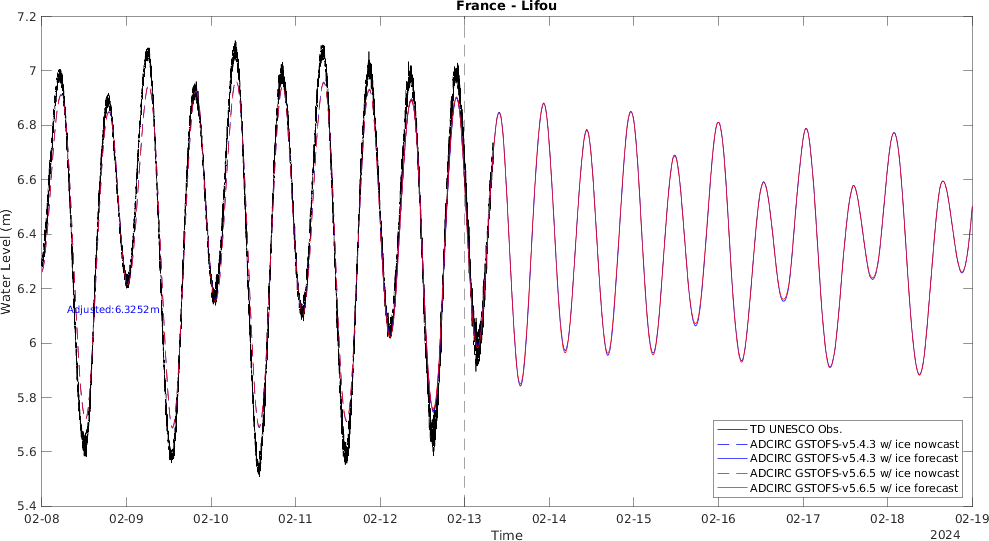 France - Lifou
7.2
7
6.8
6.6
6.4
6.2
6
5.8
5.6
5.4
Water Level (m)
Adjusted:6.3252m
TD UNESCO Obs.
ADCIRC GSTOFS-v5.4.3 w/ ice nowcast
ADCIRC GSTOFS-v5.4.3 w/ ice forecast
ADCIRC GSTOFS-v5.6.5 w/ ice nowcast
ADCIRC GSTOFS-v5.6.5 w/ ice forecast
02-08 02-09 02-10 02-11 02-12 02-13 02-14 02-15 02-16 02-17 02-18 02-19
Time
2024